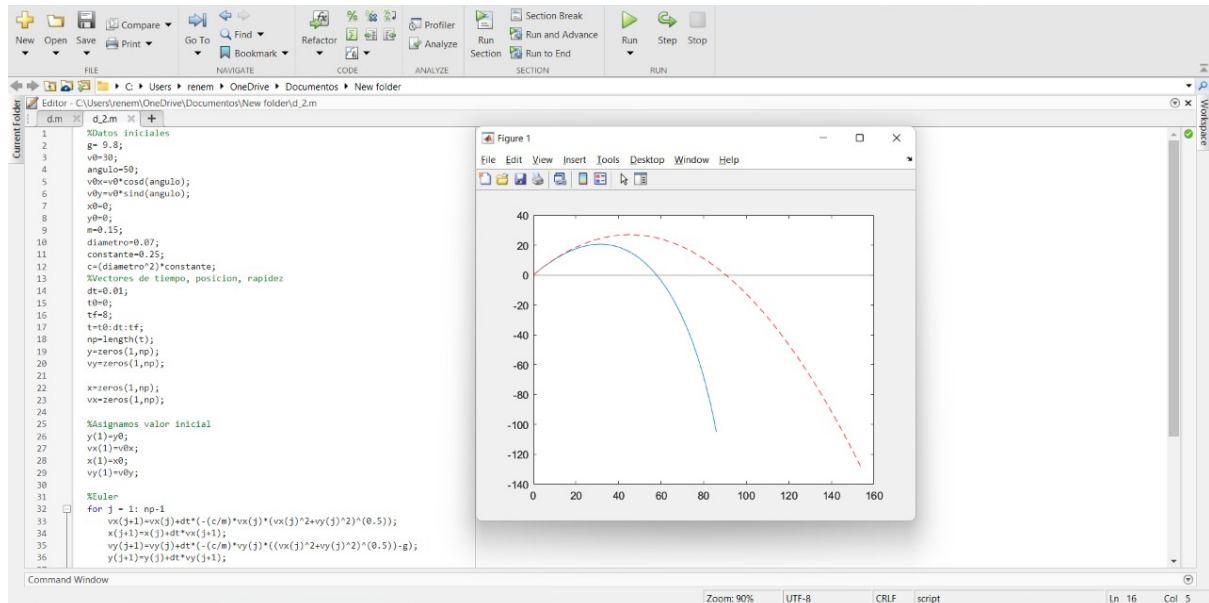 New
Open
Save
Compare
Print
Go To
Find
Bookmark
Refactor
Profiler
Analyze
Run Section
Section Break
Run and Advance
Run to End
Run
Step
Stop
FILE
NAVIGATE
CODE
ANALYZE
SECTION
RUN
C: Users renem OneDrive Documentos New folder
Current Folder
Editor - C:\Users\renem\OneDrive\Documentos\New folder\d_2.m
Workspace
d.m
d_2.m
1 %Datos iniciales
2 g= 9.8;
3 v0=30;
4 angulo=50;
5 v0x=v0*cosd(angulo);
6 v0y=v0*sind(angulo);
7 x0=0;
8 y0=0;
9 m=0.15;
10 diametro=0.07;
11 constante=0.25;
12 c=(diametro^2)*constante;
13 %Vectores de tiempo, posicion, rapidez
14 dt=0.01;
15 t0=0;
16 tf=8;
17 t=t0:dt:tf;
18 np=length(t);
19 y=zeros(1,np);
20 vy=zeros(1,np);
21
22 x=zeros(1,np);
23 vx=zeros(1,np);
24
25 %Asignamos valor inicial
26 y(1)=y0;
27 vx(1)=v0x;
28 x(1)=x0;
29 vy(1)=v0y;
30
31 %Euler
32 for j = 1: np-1
33 vx(j+1)=vx(j)+dt*(-(c/m)*vx(j)*(vx(j)^2+vy(j)^2)^(0.5));
34 x(j+1)=x(j)+dt*vx(j+1);
35 vy(j+1)=vy(j)+dt*(-(c/m)*vy(j)*((vx(j)^2+vy(j)^2)^(0.5))-g);
36 y(j+1)=y(j)+dt*vy(j+1);
Figure 1
File Edit View Insert Tools Desktop Window Help
40
20
0
-20
-40
-60
-80
-100
-120
-140
0 20 40 60 80 100 120 140 160
Command Window
Zoom: 90% UTF-8 CRLF script Ln 16 Col 5